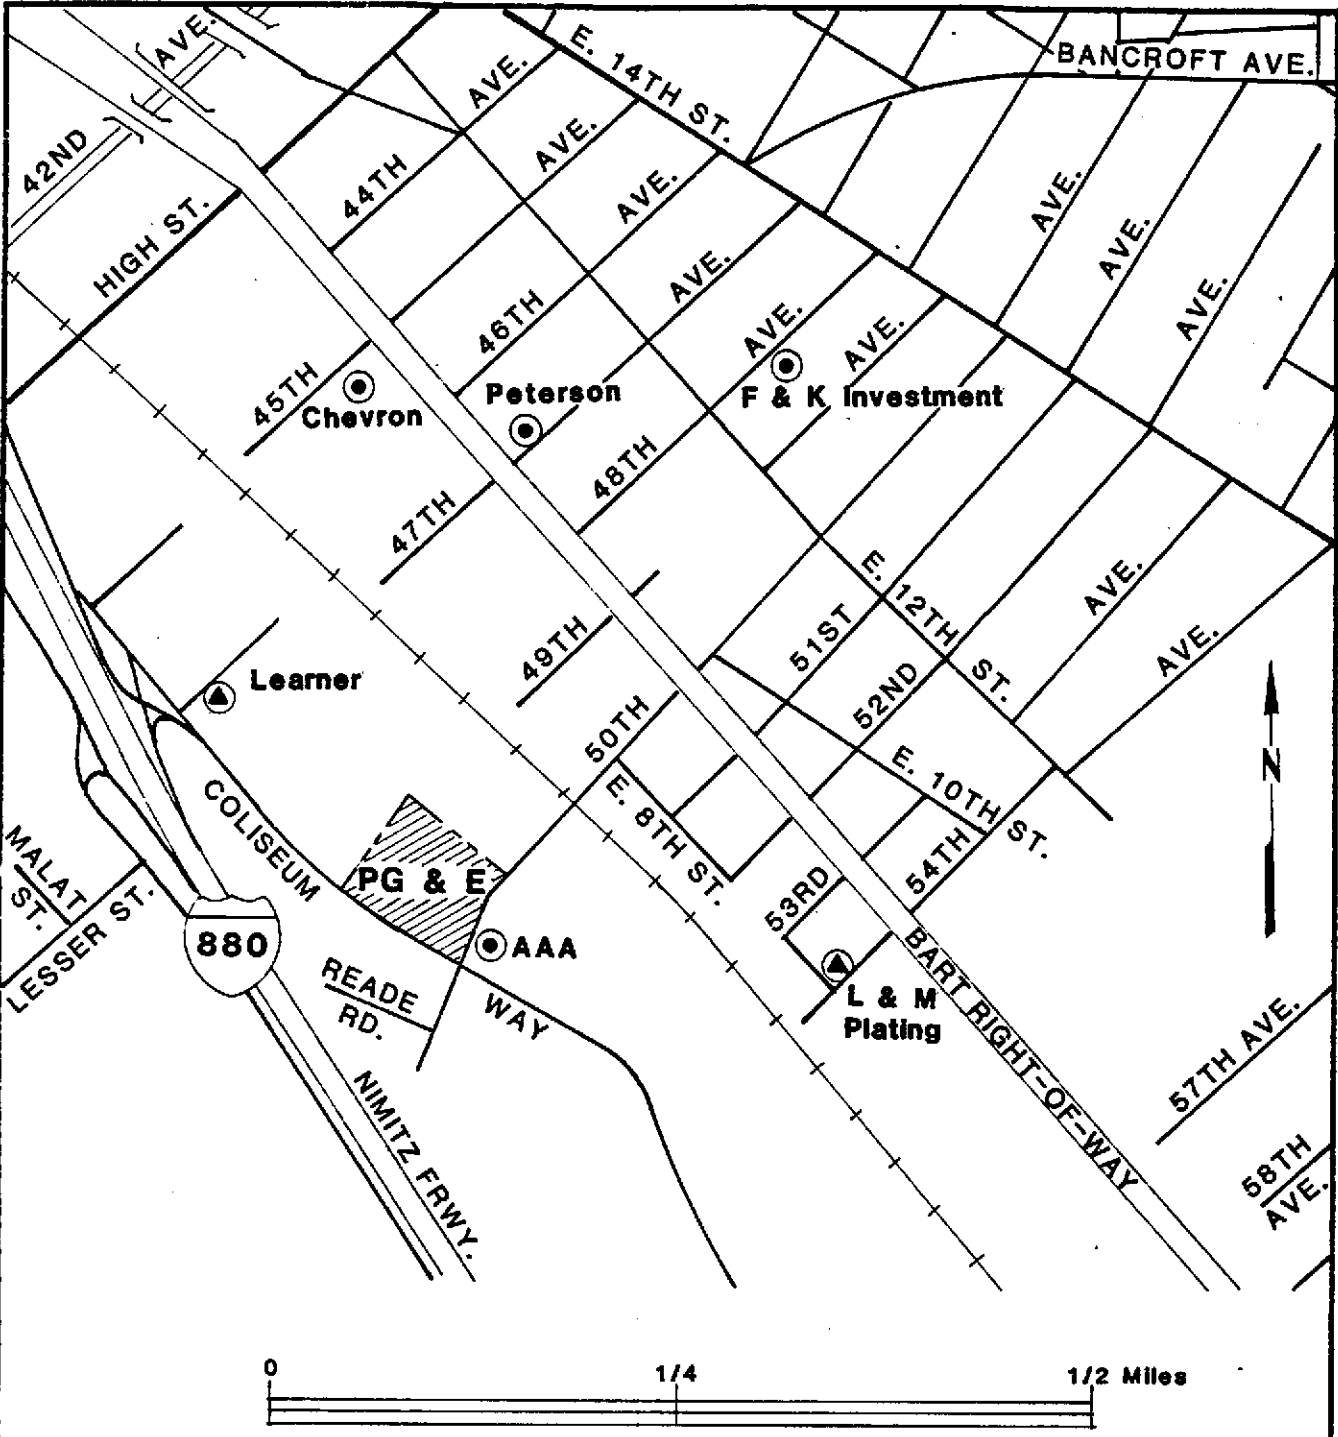 42ND AVE.
HIGH ST.
44TH AVE.
AVE.
E. 14TH ST.
BANCROFT AVE.
45TH
46TH AVE.
AVE.
AVE.
AVE.
AVE.
AVE.
AVE.
Chevron
Peterson
F & K Investment
47TH
48TH
49TH
50TH
51ST
52ND
E. 12TH ST.
AVE.
AVE.
Learner
COLISEUM WAY
E. 8TH ST.
E. 10TH ST.
53RD
54TH
N
MALAT ST.
LESSER ST.
PG & E
880
AAA
READE RD.
L & M
Plating
BART RIGHT-OF-WAY
NIMITZ FRWY.
57TH AVE.
58TH AVE.
0 1/4 1/2 Miles